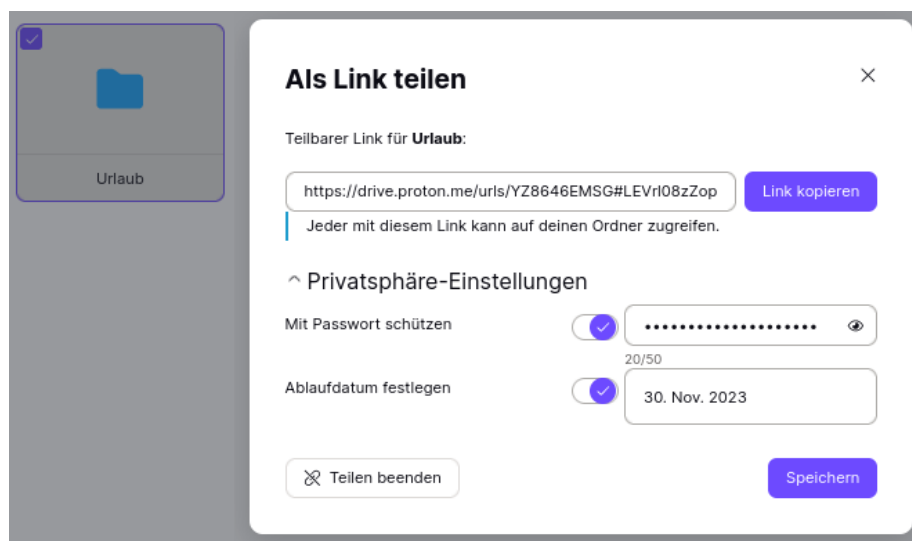 Urlaub
Als Link teilen
Teilbarer Link für Urlaub:
https://drive.proton.me/urls/YZ8646EMSG#LEVrI08zZop
Link kopieren
Jeder mit diesem Link kann auf deinen Ordner zugreifen.
Privatsphäre-Einstellungen
Mit Passwort schützen
••••••••••••••••••••
20/50
Ablaufdatum festlegen
30. Nov. 2023
Teilen beenden
Speichern